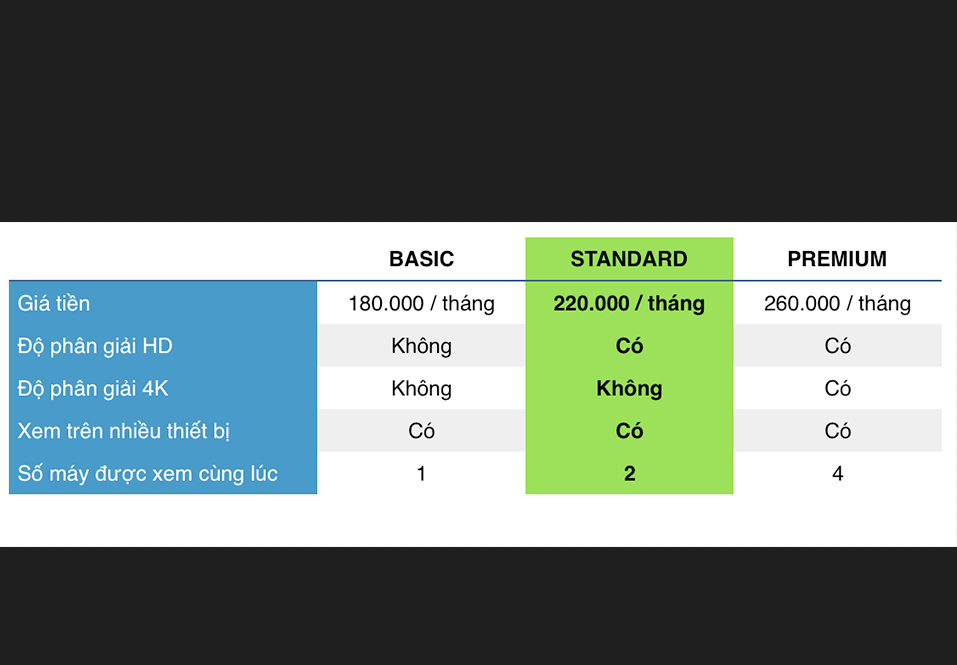 BASIC STANDARD PREMIUM
Giá tiền 180.000 / tháng 220.000 / tháng 260.000 / tháng
Độ phân giải HD Không Có Có
Độ phân giải 4K Không Không Có
Xem trên nhiều thiết bị Có Có Có
Số máy được xem cùng lúc 1 2 4